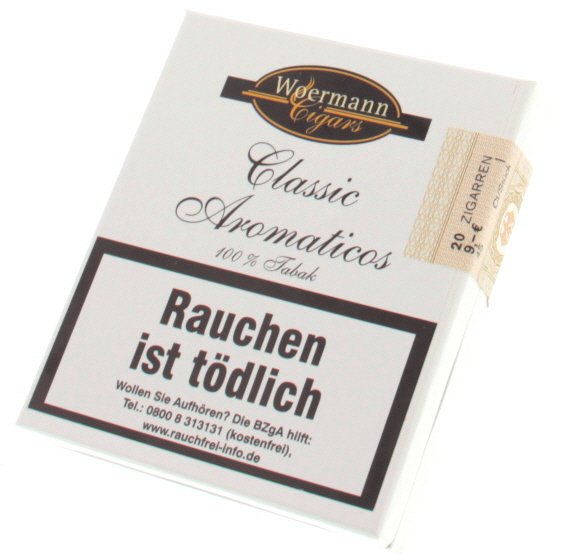 Woermann
Cigars
Classic
Aromaticos
100 % Tabak
20 ZIGARREN
9,-€
Rauchen
ist tödlich
Wollen Sie Aufhören? Die BZgA hilft:
Tel.: 0800 8 313131 (kostenfrei),
www.rauchfrei-info.de